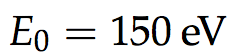 E₀ = 150 eV